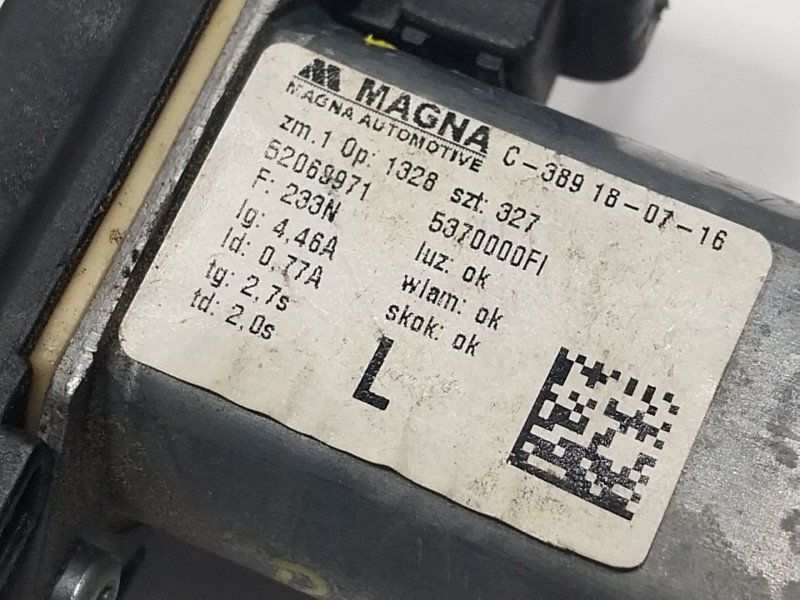 MAGNA C-389 18-07-16
MAGNA AUTOMOTIVE
zm.1 Op: 1328 szt: 327
52069971 5370000FI
F: 233N luz: ok
Ig: 4,46A wlam: ok
Id: 0,77A skok: ok
tg: 2,7s
td: 2,0s
L